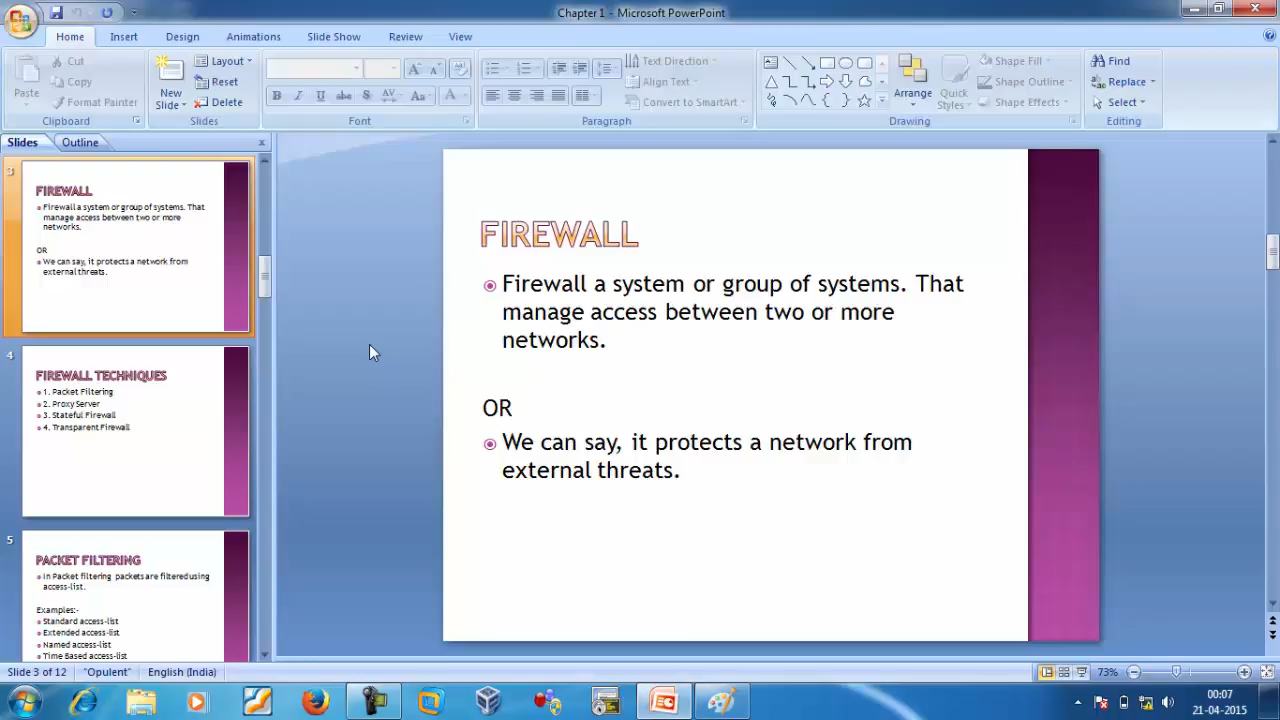 Chapter1 - Microsoft PowerPoint
Home Insert Design Animations Slide Show Review View
Paste
Cut
Copy
Format Painter
Clipboard
New Slide
Layout
Reset
Delete
Slides
B I U abc S AV Aa A
Font
Text Direction
Align Text
Convert to SmartArt
Paragraph
Arrange
Quick Styles
Shape Fill
Shape Outline
Shape Effects
Drawing
Find
Replace
Select
Editing
Slides Outline
3
FIREWALL
Firewall a system or group of systems. That
manage access between two or more
networks.
OR
We can say, it protects a network from
external threats.
4
FIREWALL TECHNIQUES
1. Packet Filtering
2. Proxy Server
3. Stateful Firewall
4. Transparent Firewall
5
PACKET FILTERING
In Packet filtering packets are filtered using
access-list.
Examples:-
Standard access-list
Extended access-list
Named access-list
Time Based access-list
FIREWALL
Firewall a system or group of systems. That
manage access between two or more
networks.
OR
We can say, it protects a network from
external threats.
Slide 3 of 12 "Opulent" English (India) 73%
00:07
21-04-2015